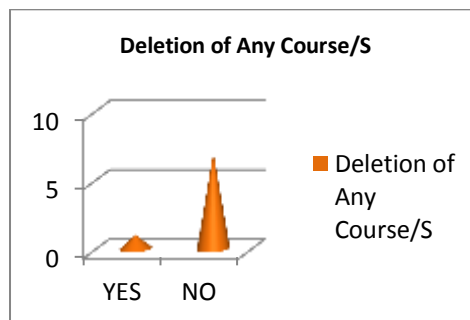 Deletion of Any Course/S
10
5
0
YES NO
Deletion of
Any
Course/S